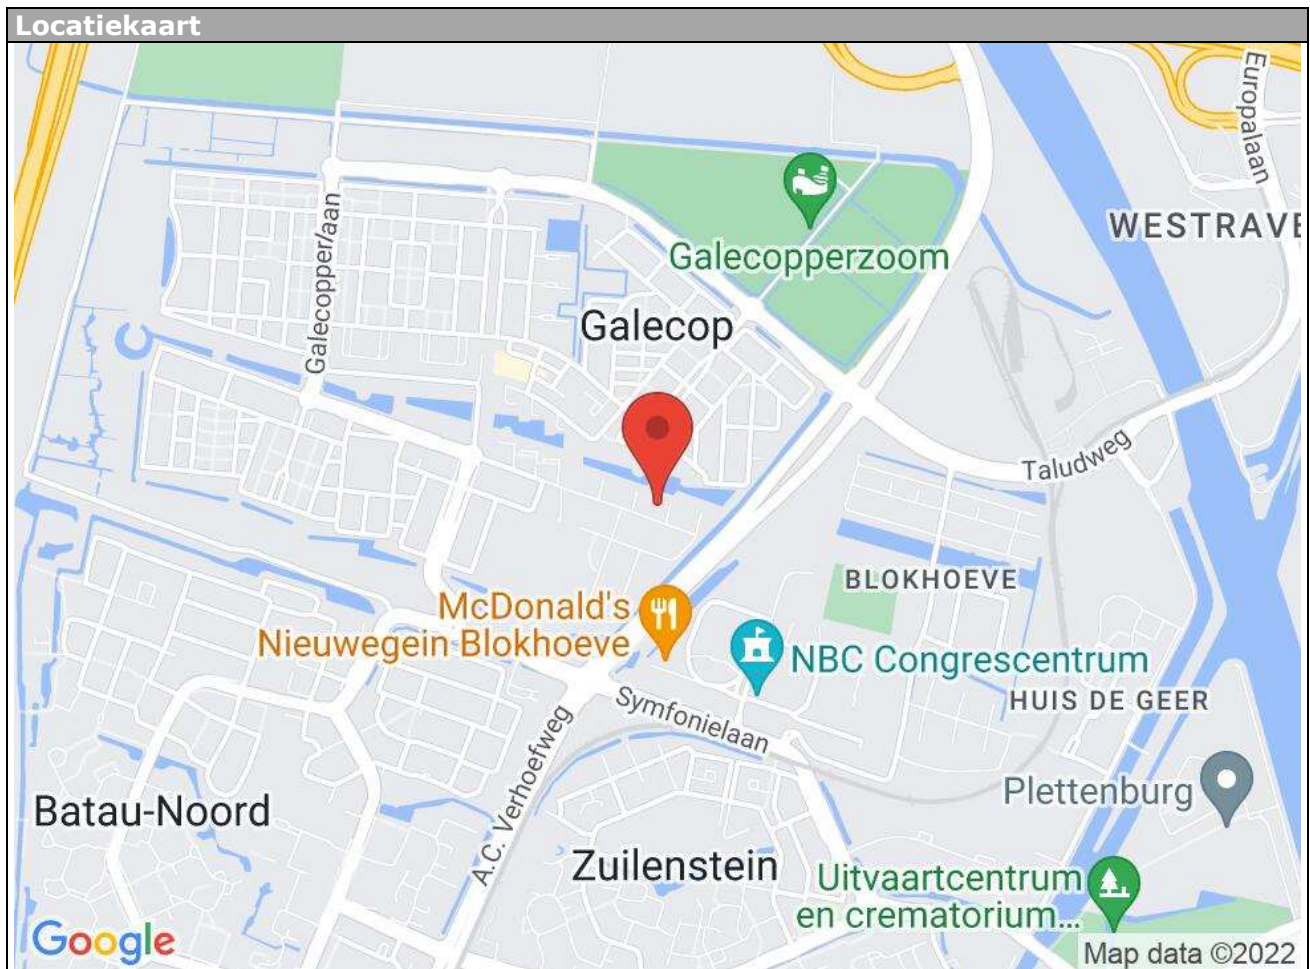 Locatiekaart
Europalaan
WESTRAVE
Galecopperlaan
Galecopperzoom
Galecop
Taludweg
BLOKHOEVE
McDonald's
Nieuwegein Blokhoeve
NBC Congrescentrum
HUIS DE GEER
Symfonielaan
A.C. Verhoefweg
Plettenburg
Batau-Noord
Zuilenstein
Uitvaartcentrum
en crematorium...
Google
Map data ©2022